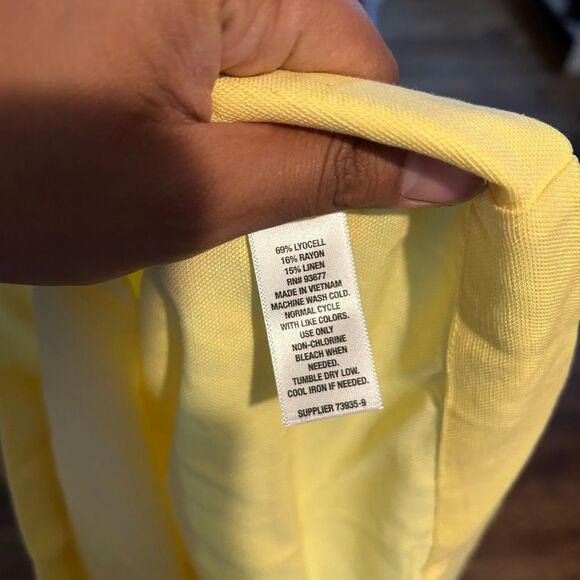 69% LYOCELL
16% RAYON
15% LINEN
RN# 93677
MADE IN VIETNAM
MACHINE WASH COLD.
NORMAL CYCLE
WITH LIKE COLORS.
USE ONLY
NON-CHLORINE
BLEACH WHEN
NEEDED.
TUMBLE DRY LOW.
COOL IRON IF NEEDED.
SUPPLIER 73935-9